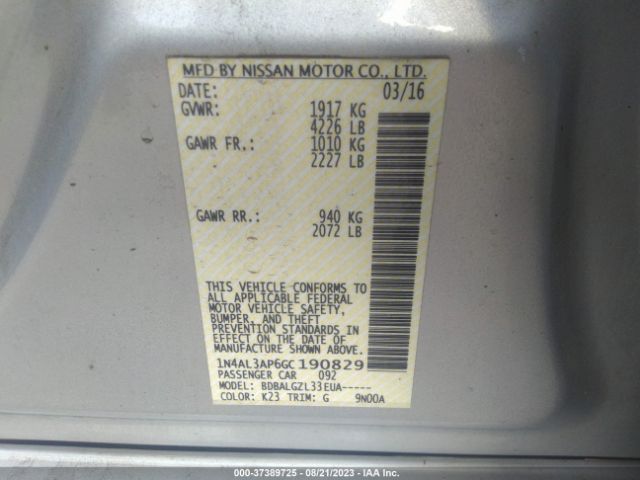 MFD BY NISSAN MOTOR CO., LTD.
DATE: 03/16
GVWR: 1917 KG
4226 LB
GAWR FR.: 1010 KG
2227 LB
GAWR RR.: 940 KG
2072 LB
THIS VEHICLE CONFORMS TO
ALL APPLICABLE FEDERAL
MOTOR VEHICLE SAFETY,
BUMPER, AND THEFT
PREVENTION STANDARDS IN
EFFECT ON THE DATE OF
MANUFACTURE SHOWN ABOVE.
1N4AL3AP6GC190829
PASSENGER CAR 092
MODEL: BDBALGZL33EUA-----
COLOR: K23 TRIM: G 9N00A
000-37389725 - 08/21/2023 - IAA Inc.